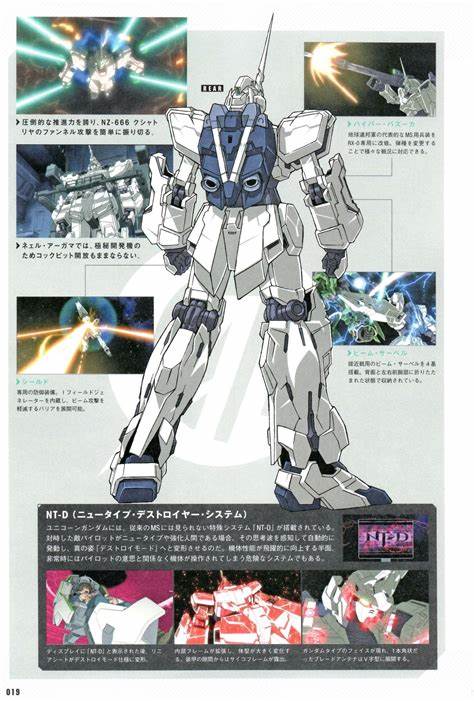 REAR
圧倒的な推進力を誇り、NZ-666 クシャト
リヤのファンネル攻撃を簡単に振り切る。
ネェル・アーガマでは、極秘開発機の
ためコックピット開放もままならない。
シールド
専用の防御装備。Iフィールドジェ
ネレーターを内蔵し、ビーム攻撃を
軽減するバリアを展開可能。
ハイパー・バズーカ
地球連邦軍の代表的なMS用兵装を
RX-0専用に改修。弾種を変更する
ことで様々な戦況に対応できる。
ビーム・サーベル
接近戦用のビーム・サーベルを4基
搭載。背面と左右前腕部に折りたた
まれた状態で収納されている。
NT-D（ニュータイプ・デストロイヤー・システム）
ユニコーンガンダムには、従来のMSには見られない特殊システム「NT-D」が搭載されている。
対峙した敵パイロットがニュータイプや強化人間である場合、その思考波を感知して自動的に
発動し、真の姿「デストロイモード」へと変形させるのだ。機体性能が飛躍的に向上する半面、
非常時にはパイロットの意思と関係なく機体が操作されてしまう危険なシステムでもある。
NT-D
ディスプレイに「NT-D」と表示された後、リニ
アシートがデストロイモード仕様に変形。
内部フレームが拡張し、体型が大きく変化
する。装甲の隙間からはサイコフレームが露出。
ガンダムタイプのフェイスが現れ、1本角状だ
ったブレードアンテナはV字型に展開する。
019